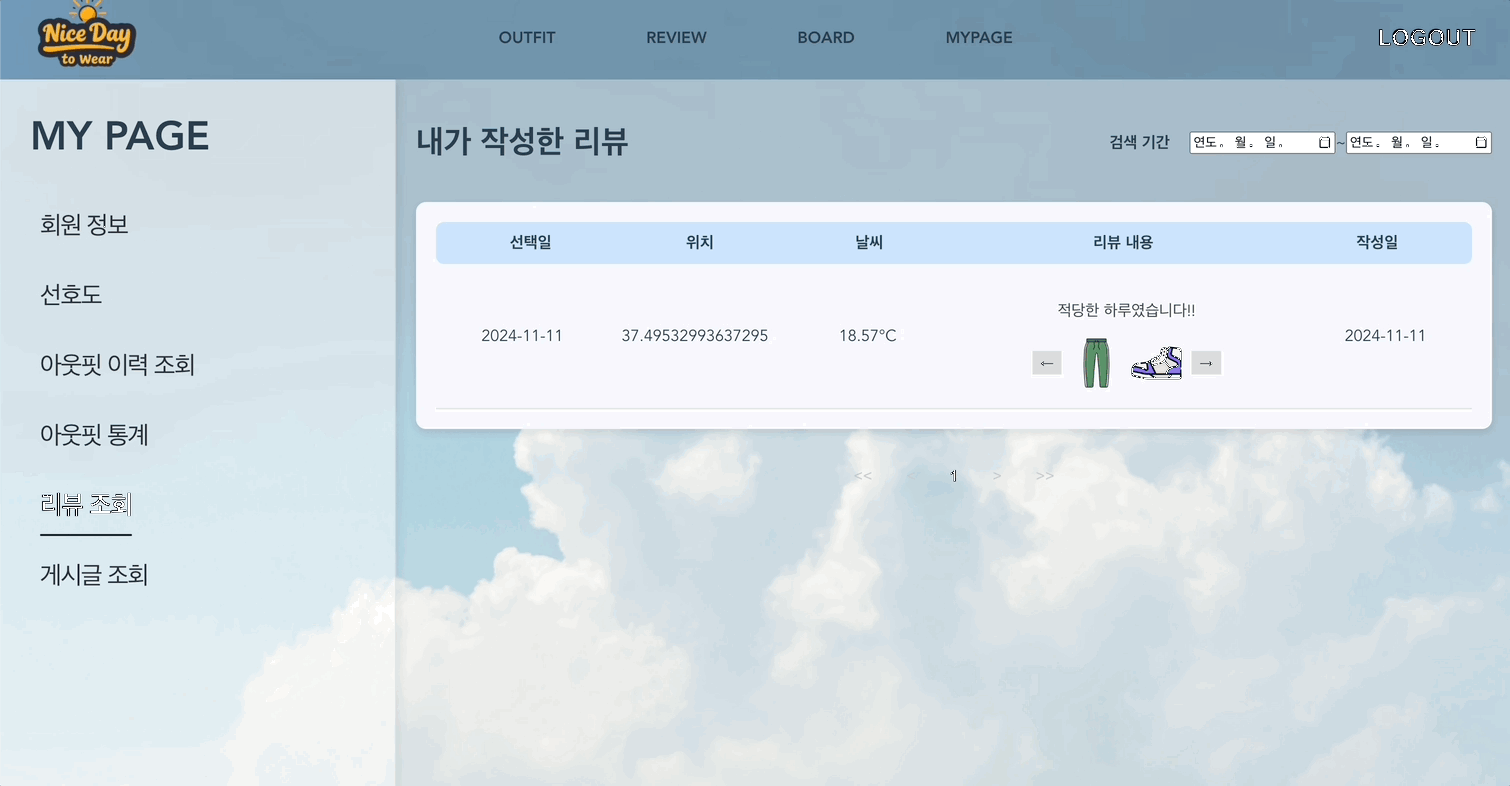 Nice Day
to Wear
OUTFIT REVIEW BOARD MYPAGE LOGOUT
MY PAGE
회원 정보
선호도
아웃핏 이력 조회
아웃핏 통계
리뷰 조회
게시글 조회
내가 작성한 리뷰
검색 기간 연도. 월. 일. ~ 연도. 월. 일.
선택일 위치 날씨 리뷰 내용 작성일
적당한 하루였습니다!!
2024-11-11 37.49532993637295 18.57°C ← → 2024-11-11
<< 1 > >>